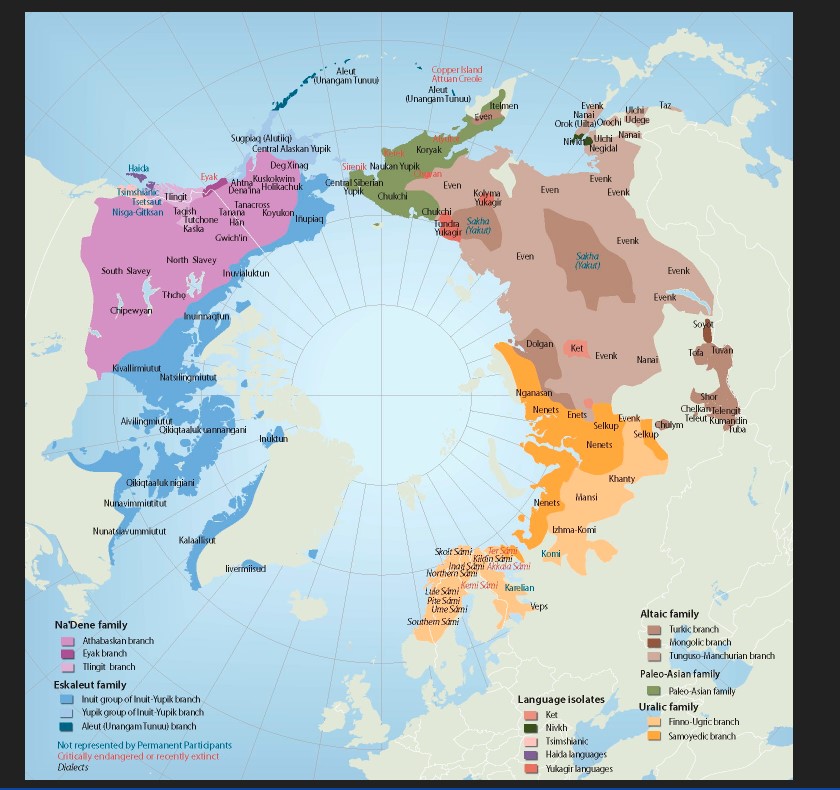 Aleut
(Unangam Tunuu)
Copper Island
Attuan Creole
Aleut
(Unangam Tunuu)
Itelmen
Even
Evenk
Nanai
Orok (Uilta)
Orochi
Ulchi
Udege
Taz
Nanai
Nivkh
Ulchi
Negidal
Sugpiaq (Alutiiq)
Central Alaskan Yupik
Koryak
Deg Xinag
Sirenik
Naukan Yupik
Haida
Eyak
Ahtna
Dena'ina
Kuskokwim
Holikachuk
Central Siberian
Yupik
Chukchi
Even
Kolyma
Yukagir
Even
Evenk
Evenk
Tsimshianic
Tsetsaut
Nisga-Gitksan
Tlingit
Tagish
Tutchone
Kaska
Tanana
Hän
Tanacross
Koyukon
Iñupiaq
Chukchi
Tundra
Yukagir
Sakha
(Yakut)
Gwich'in
Evenk
South Slavey
North Slavey
Inuvialuktun
Even
Sakha
(Yakut)
Evenk
Thcho
Chipewyan
Inuinnaqtun
Evenk
Soyot
Kivallirmiutut
Natsilingmiutut
Dolgan
Ket
Evenk
Nanai
Tofa
Tuvan
Nganasan
Shor
Chelkan
Telengit
Teleut
Kumandin
Tuba
Aivilingmiutut
Qikiqtaaluk uannangani
Inuktun
Nenets
Enets
Selkup
Evenk
Selkup
Chulym
Nenets
Qikiqtaaluk nigiani
Khanty
Mansi
Nunavimmiutitut
Nenets
Nunatsiavummiutut
Kalaallisut
Izhma-Komi
Iivermiisud
Skolt Sámi
Ter Sámi
Kildin Sámi
Inari Sámi
Akkala Sámi
Northern Sámi
Komi
Kemi Sámi
Karelian
Lule Sámi
Pite Sámi
Ume Sámi
Veps
Southern Sámi
Na'Dene family
Athabaskan branch
Eyak branch
Tlingit branch
Eskaleut family
Inuit group of Inuit-Yupik branch
Yupik group of Inuit-Yupik branch
Aleut (Unangam Tunuu) branch
Not represented by Permanent Participants
Critically endangered or recently extinct
Dialects
Language isolates
Ket
Nivkh
Tsimshianic
Haida languages
Yukagir languages
Altaic family
Turkic branch
Mongolic branch
Tunguso-Manchurian branch
Paleo-Asian family
Paleo-Asian family
Uralic family
Finno-Ugric branch
Samoyedic branch